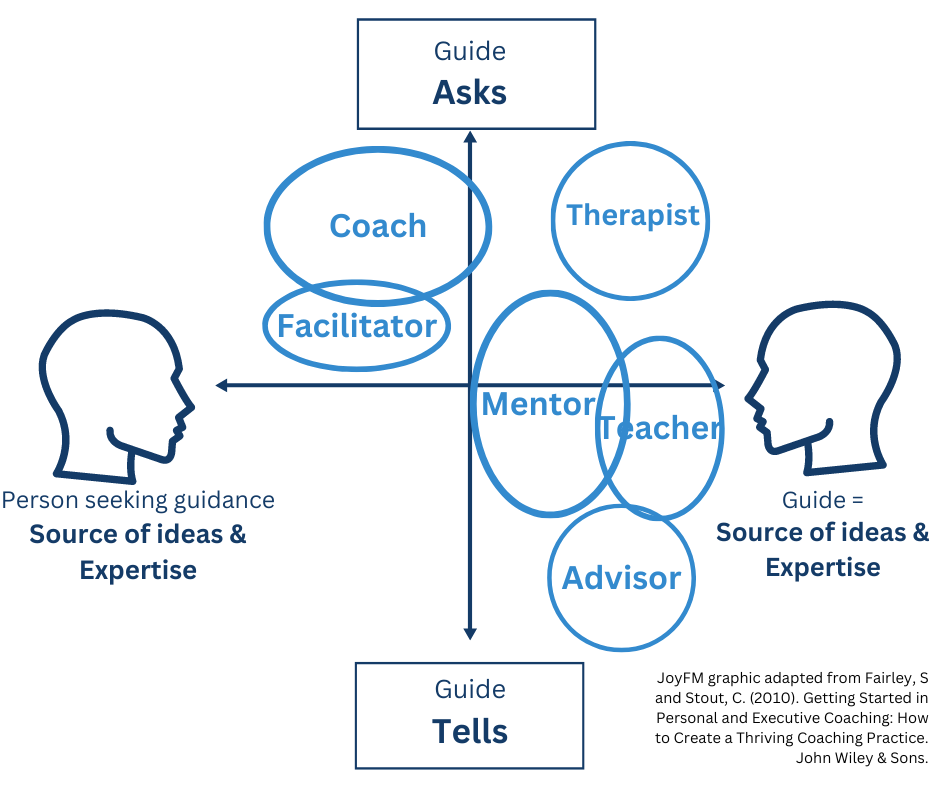 Guide
Asks
Coach
Therapist
Facilitator
Mentor
Teacher
Person seeking guidance
Source of ideas &
Expertise
Guide =
Source of ideas &
Expertise
Advisor
Guide
Tells
JoyFM graphic adapted from Fairley, S
and Stout, C. (2010). Getting Started in
Personal and Executive Coaching: How
to Create a Thriving Coaching Practice.
John Wiley & Sons.